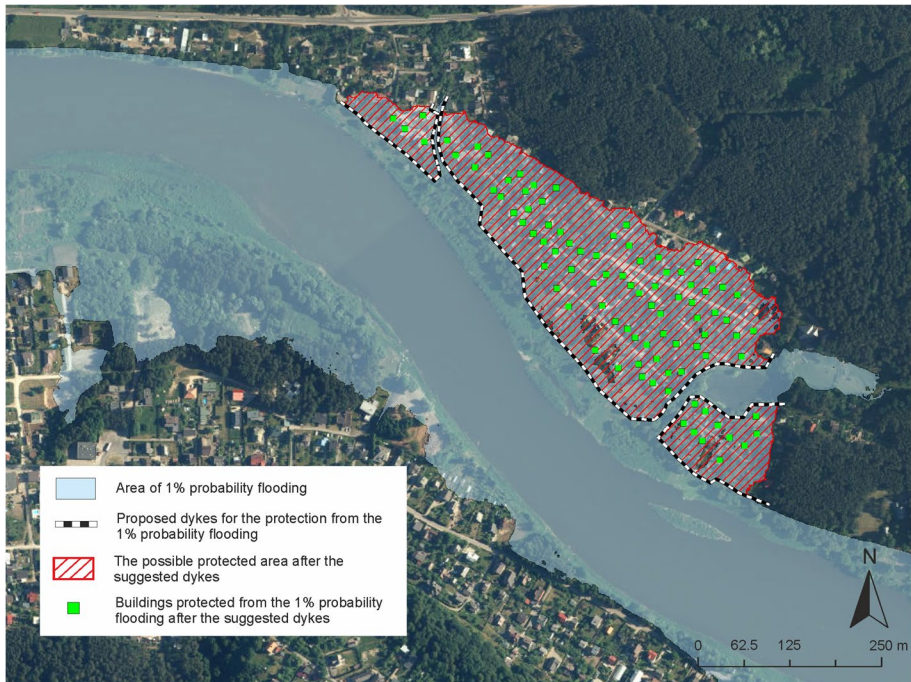 Area of 1% probability flooding
Proposed dykes for the protection from the
1% probability flooding
The possible protected area after the
suggested dykes
Buildings protected from the 1% probability
flooding after the suggested dykes
N
0 62.5 125 250 m